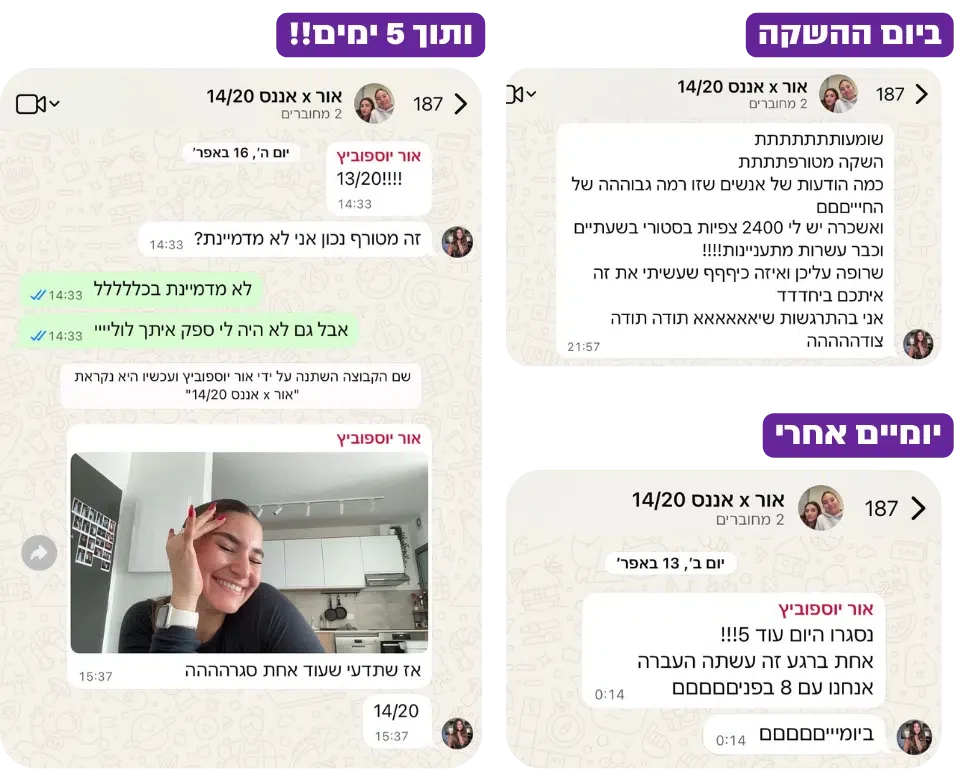 ביום ההשקה
187
אור x אננס 14/20
2 מחוברים
שומעותתתתתתת
השקה מטורפתתתת
כמה הודעות של אנשים שזו רמה גבוההה של
החייייםםם
ואשכרה יש לי 2400 צפיות בסטורי בשעתיים
וכבר עשרות מתעניינות!!!!
שרופה עליכן ואיזה כיףףף שעשיתי את זה
איתכם ביחדדד
אני בהתרגשות שיאאאאאא תודה תודה
צודהההההה
21:57
יומיים אחרי
187
אור x אננס 14/20
2 מחוברים
יום ב׳, 13 באפר׳
אור יוספוביץ
נסגרו היום עוד 5!!!
אחת ברגע זה עשתה העברה
אנחנו עם 8 בפניםםםםם
0:14
ביומיייםםםםםם
0:14
ותוך 5 ימים!!
187
אור x אננס 14/20
2 מחוברים
יום ה׳, 16 באפר׳
אור יוספוביץ
13/20!!!!
14:33
זה מטורף נכון אני לא מדמיינת?
14:33
לא מדמיינת בכלללללל
14:33
אבל גם לא היה לי ספק איתך לוליייי
14:33
שם הקבוצה השתנה על ידי אור יוספוביץ ועכשיו היא נקראת
"אור x אננס 14/20"
אור יוספוביץ
אז שתדעי שעוד אחת סגרהההה
15:37
14/20
15:37